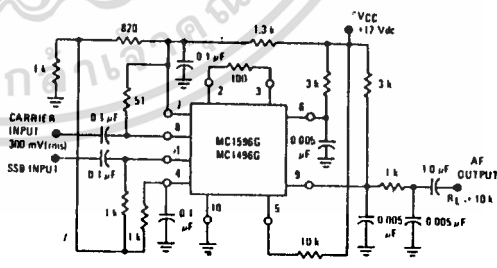 820
1.3 k
VCC
+12 Vdc
1 k
0.1 µF
100
3 k
3 k
51
2
3
7
6
CARRIER
INPUT
300 mV(rms)
0.1 µF
8
MC1596G
MC1496G
0.005
µF
SSB INPUT
0.1 µF
1
4
9
1 k
1.0 µF
AF
OUTPUT
RL = 10 k
1 k
1 k
0.1
µF
10
5
0.005
µF
0.005 µF
10 k